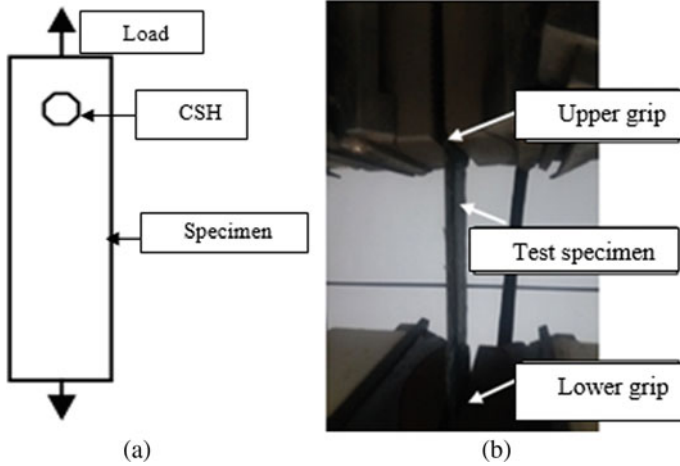 Load
CSH
Specimen
(a)
Upper grip
Test specimen
Lower grip
(b)